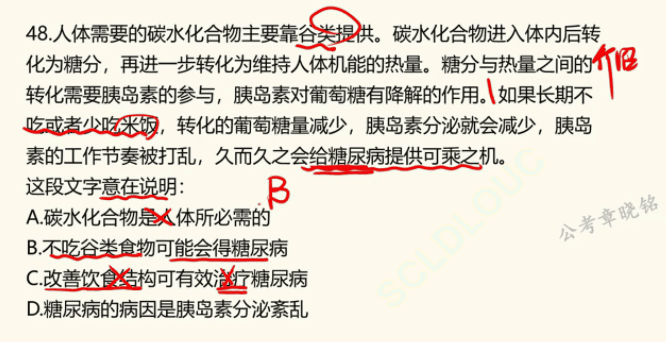 48.人体需要的碳水化合物主要靠谷类提供。碳水化合物进入人体内后转
化为糖分，再进一步转化为维持人体机能的热量。糖分与热量之间的
转化需要胰岛素的参与，胰岛素对葡萄糖有降解的作用。如果长期不
吃或者少吃米饭，转化的葡萄糖量减少，胰岛素分泌就会减少，胰岛
素的工作节奏被打乱，久而久之会给糖尿病提供可乘之机。
这段文字意在说明：
B
A.碳水化合物是人体所必需的
B.不吃谷类食物可能会得糖尿病
C.改善饮食结构可有效治疗糖尿病
D.糖尿病的病因是胰岛素分泌紊乱
公考章晓铭
SCLDLOUC